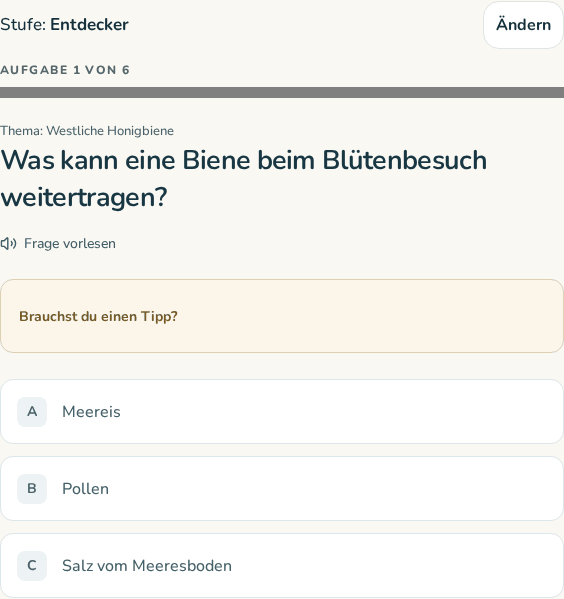 Stufe: Entdecker
Ändern
AUFGABE 1 VON 6
Thema: Westliche Honigbiene
Was kann eine Biene beim Blütenbesuch
weitertragen?
Frage vorlesen
Brauchst du einen Tipp?
A Meereis
B Pollen
C Salz vom Meeresboden